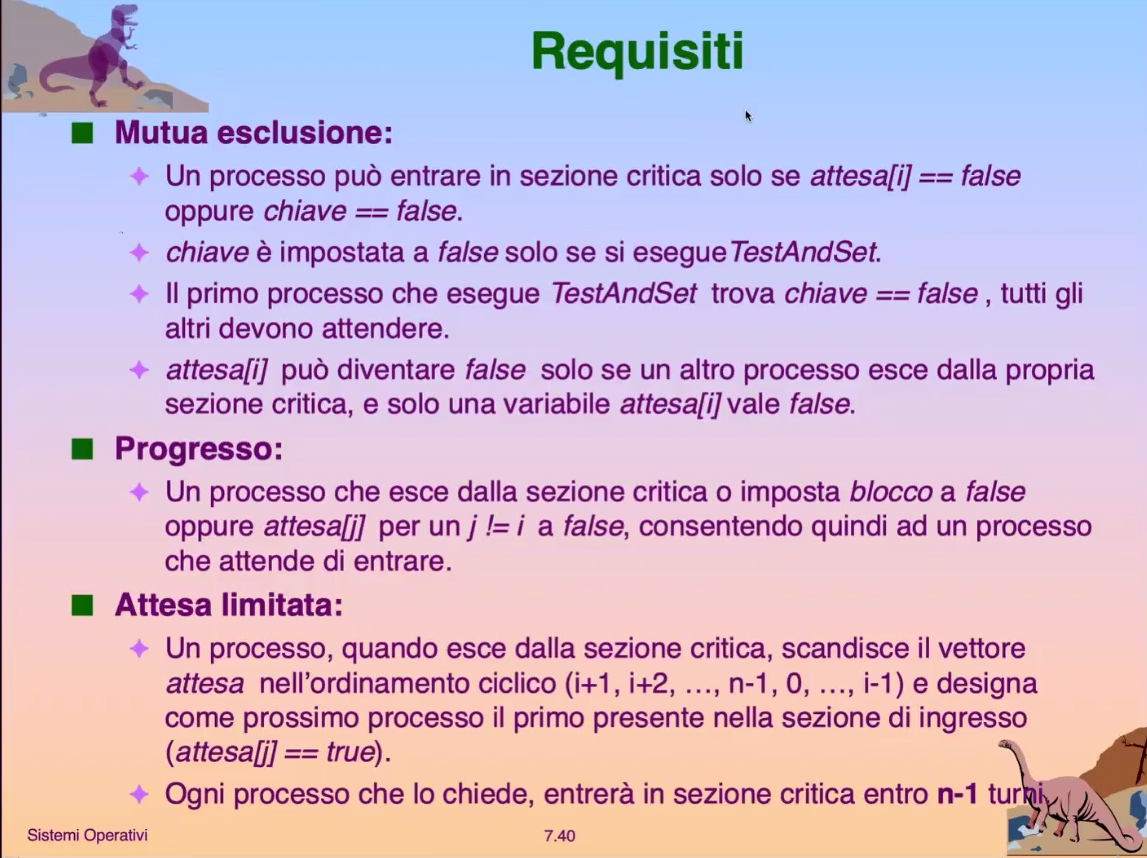 Requisiti
Mutua esclusione:
Un processo può entrare in sezione critica solo se attesa[i] == false
oppure chiave == false.
chiave è impostata a false solo se si esegue TestAndSet.
Il primo processo che esegue TestAndSet trova chiave == false , tutti gli
altri devono attendere.
attesa[i] può diventare false solo se un altro processo esce dalla propria
sezione critica, e solo una variabile attesa[i] vale false.
Progresso:
Un processo che esce dalla sezione critica o imposta blocco a false
oppure attesa[j] per un j != i a false, consentendo quindi ad un processo
che attende di entrare.
Attesa limitata:
Un processo, quando esce dalla sezione critica, scandisce il vettore
attesa nell'ordinamento ciclico (i+1, i+2, …, n-1, 0, …, i-1) e designa
come prossimo processo il primo presente nella sezione di ingresso
(attesa[j] == true).
Ogni processo che lo chiede, entrerà in sezione critica entro n-1 turni.
Sistemi Operativi
7.40